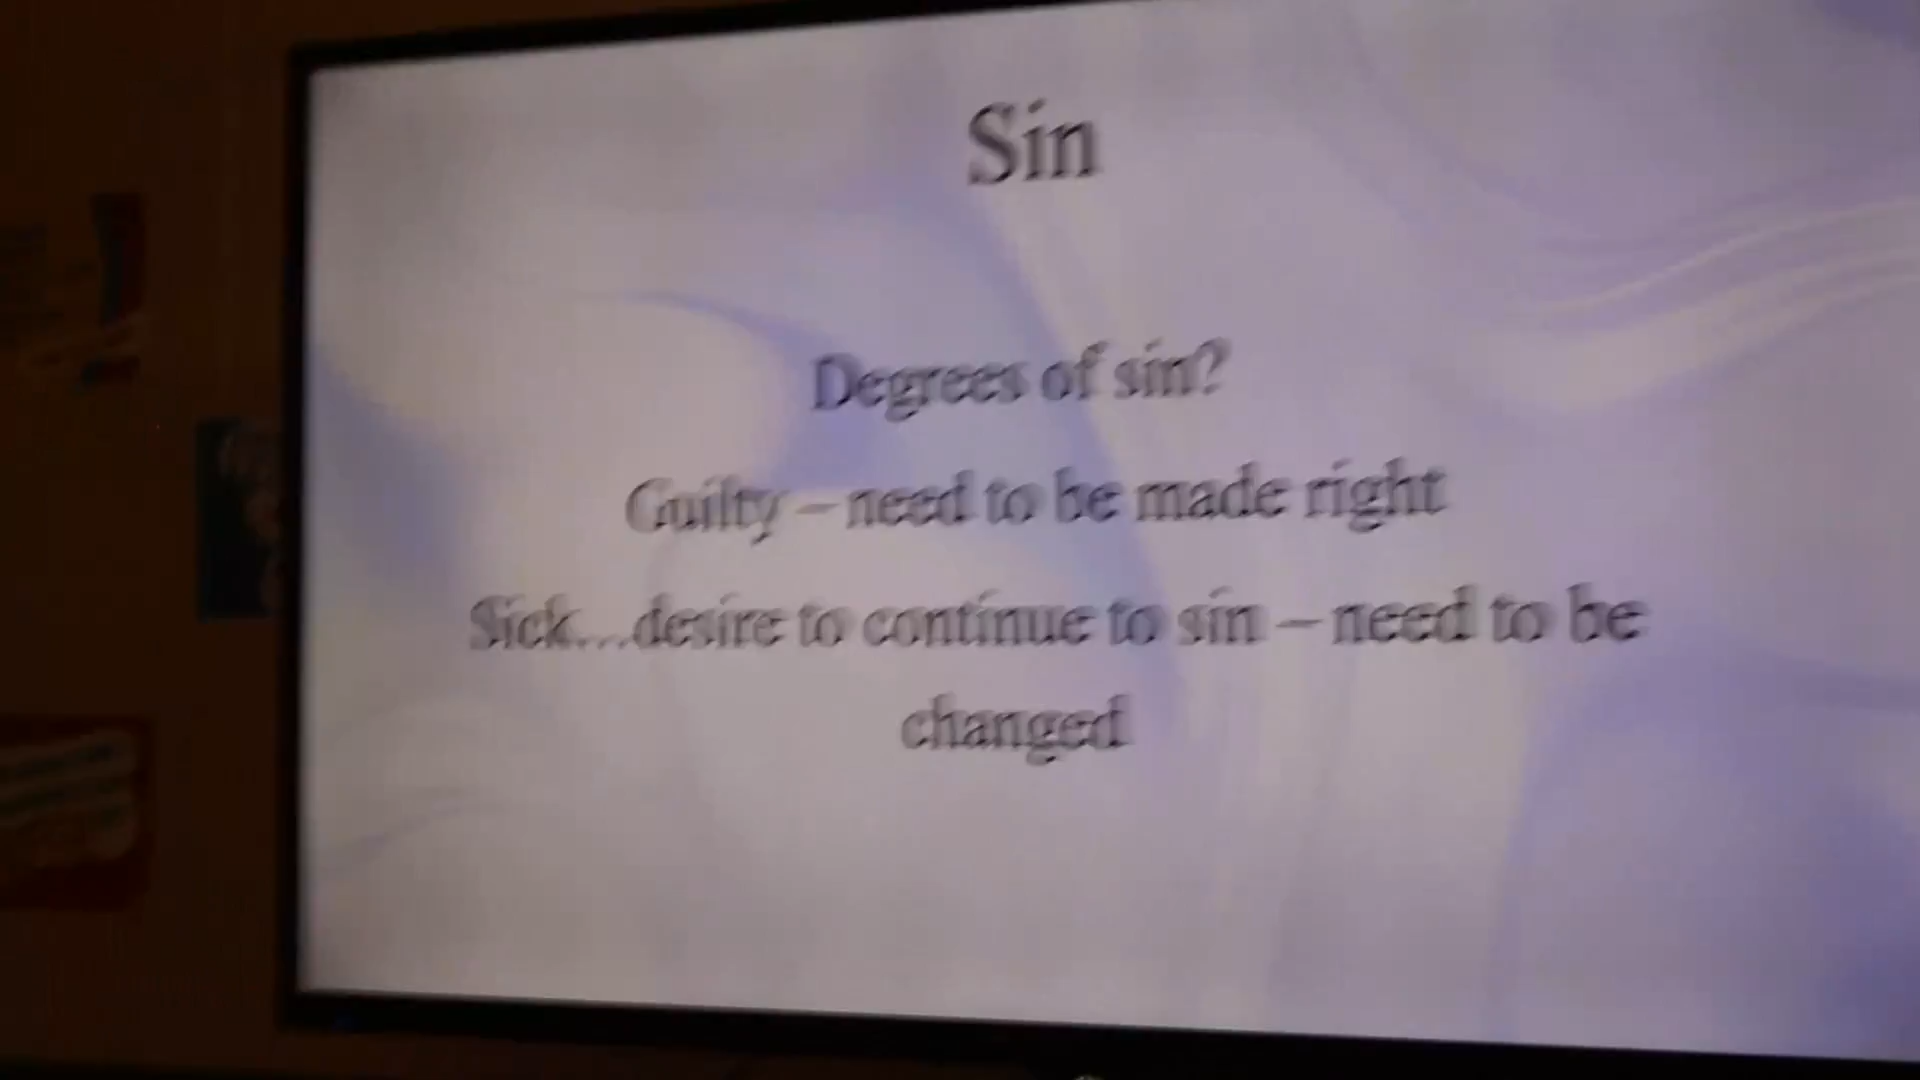 Sin
Degrees of sin?
Guilty – need to be made right
Sick...desire to continue to sin – need to be
changed